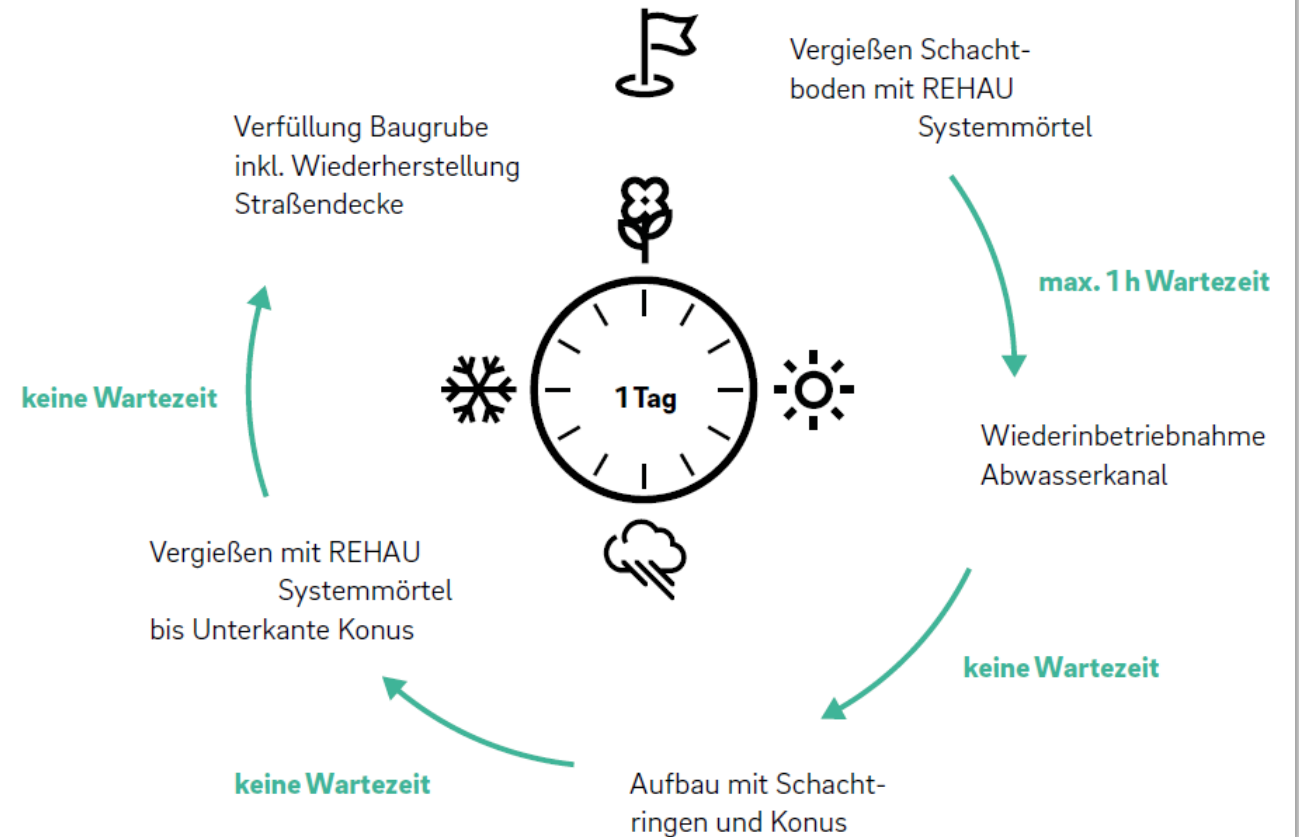 Vergießen Schacht-
boden mit REHAU
Systemmörtel
max. 1 h Wartezeit
Wiederinbetriebnahme
Abwasserkanal
keine Wartezeit
Aufbau mit Schacht-
ringen und Konus
keine Wartezeit
Vergießen mit REHAU
Systemmörtel
bis Unterkante Konus
keine Wartezeit
Verfüllung Baugrube
inkl. Wiederherstellung
Straßendecke
1 Tag